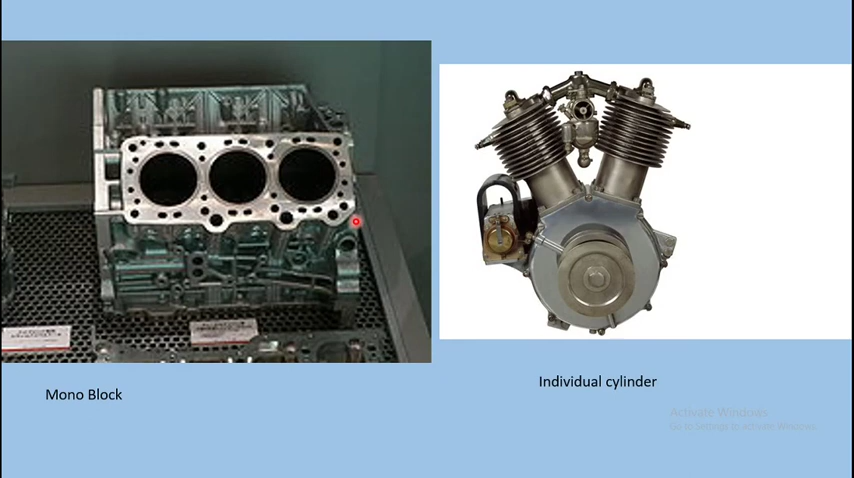 Mono Block
Individual cylinder
Activate Windows
Go to Settings to activate Windows.